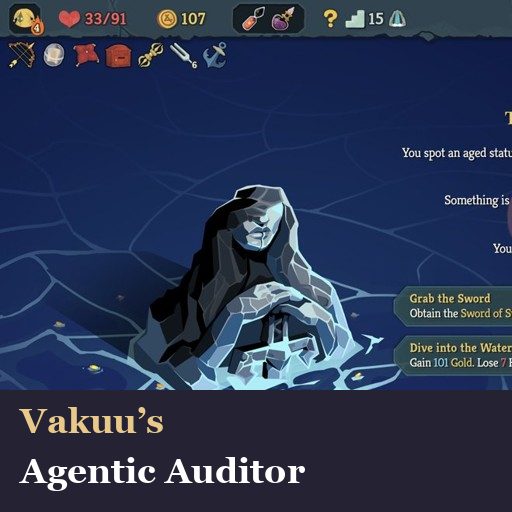 4
33/91
107
?
15
6
T
You spot an aged statu
Something is
You
Grab the Sword
Obtain the Sword of S
Dive into the Water
Gain 101 Gold. Lose 7
Vakuu's
Agentic Auditor